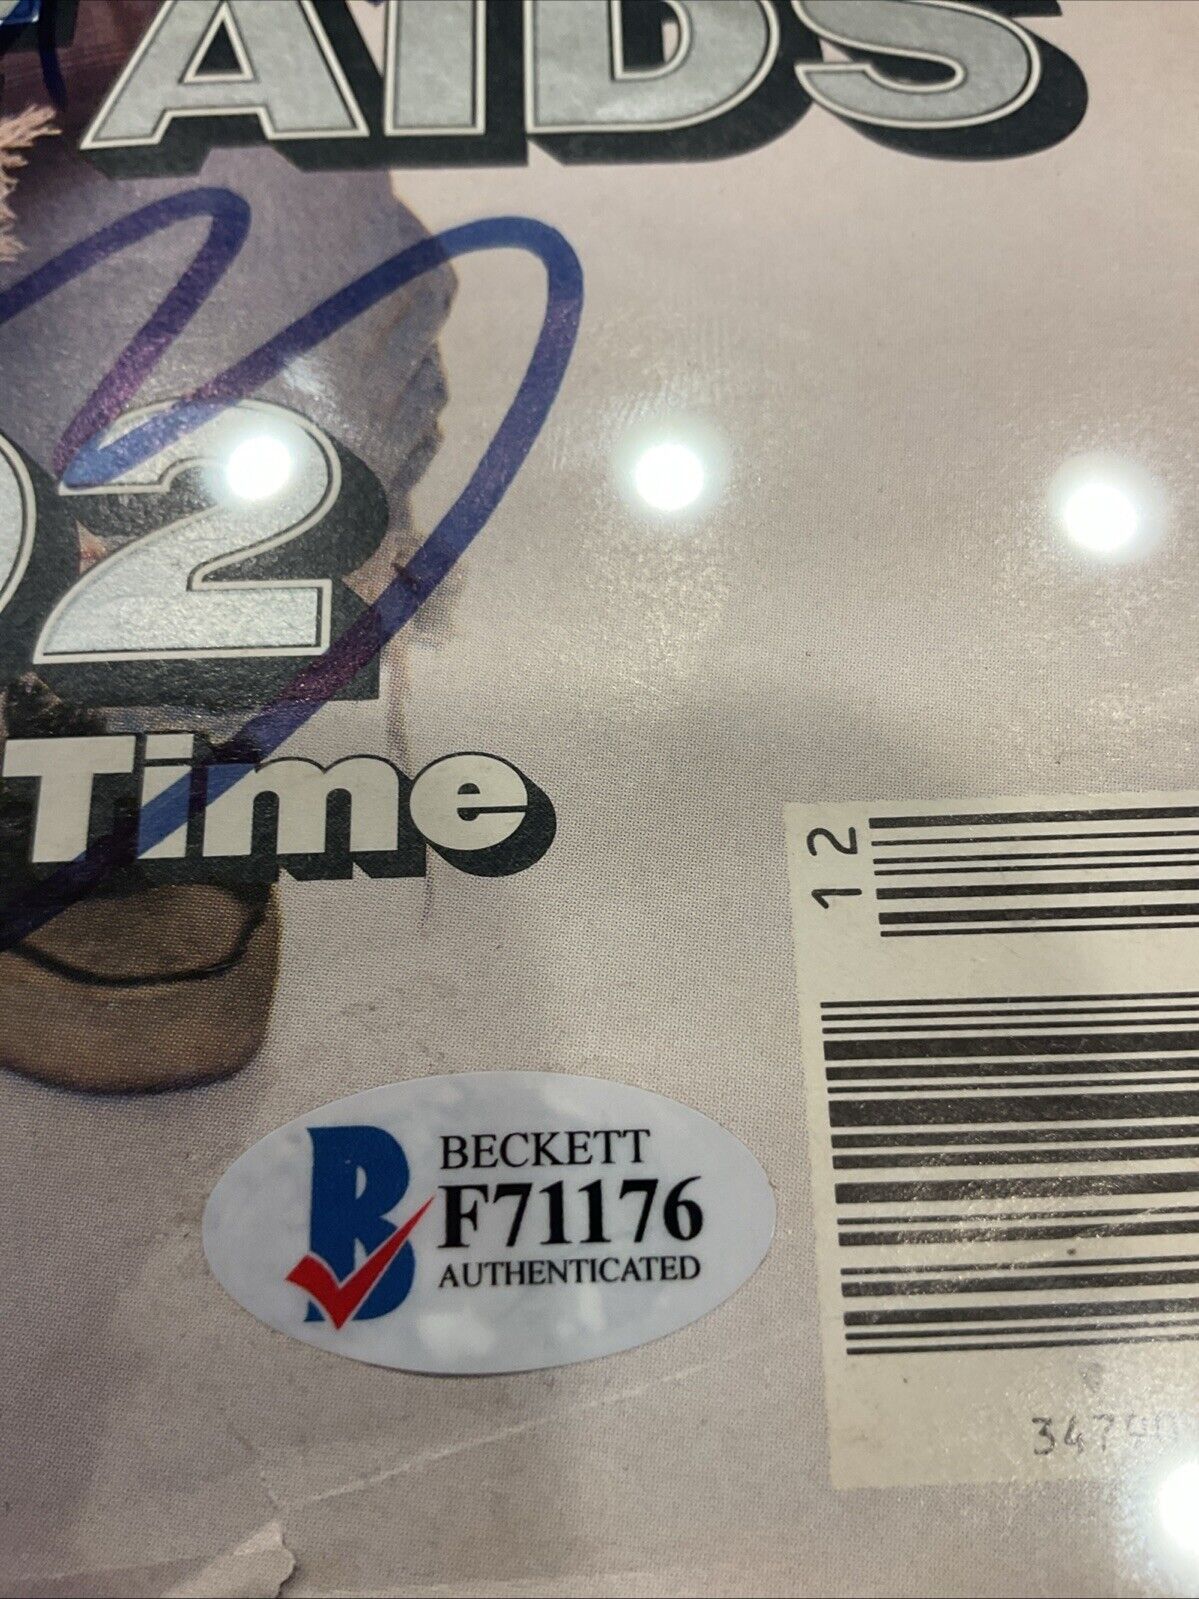 AIDS
2
Time
12
BECKETT
F71176
AUTHENTICATED